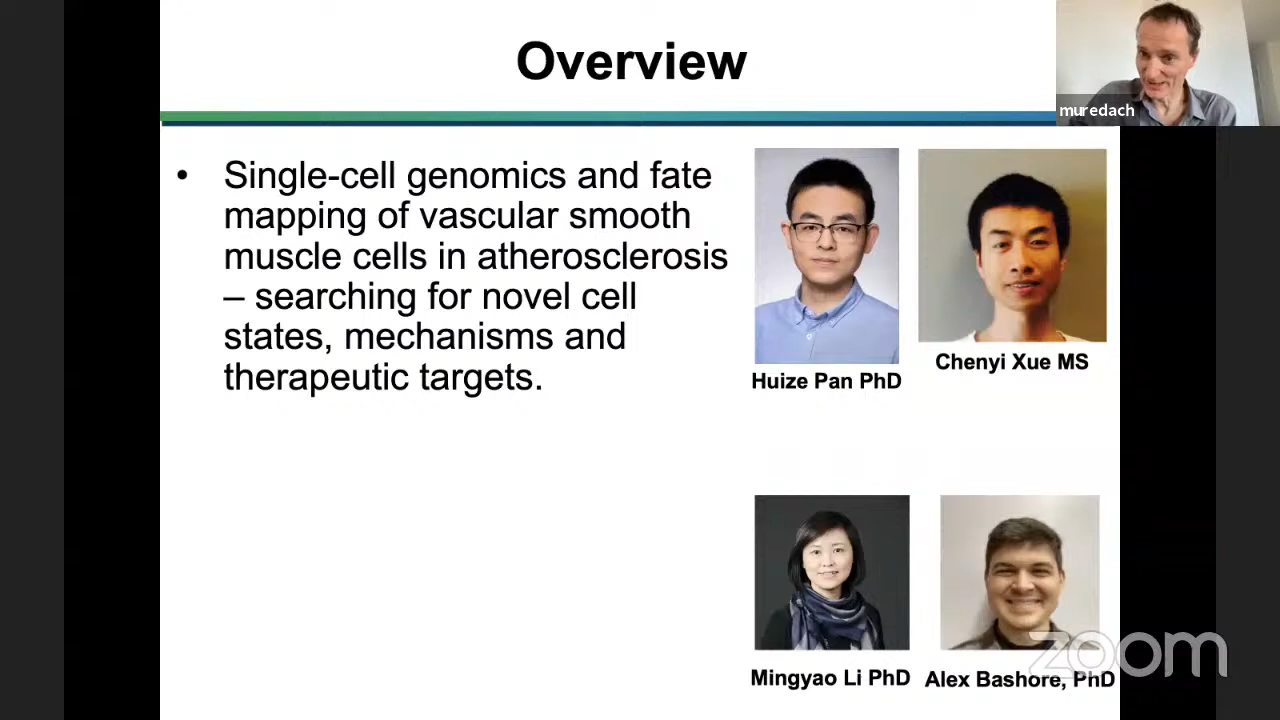 Overview
muredach
• Single-cell genomics and fate
mapping of vascular smooth
muscle cells in atherosclerosis
– searching for novel cell
states, mechanisms and
therapeutic targets.
Huize Pan PhD
Chenyi Xue MS
Mingyao Li PhD
Alex Bashore, PhD
zoom